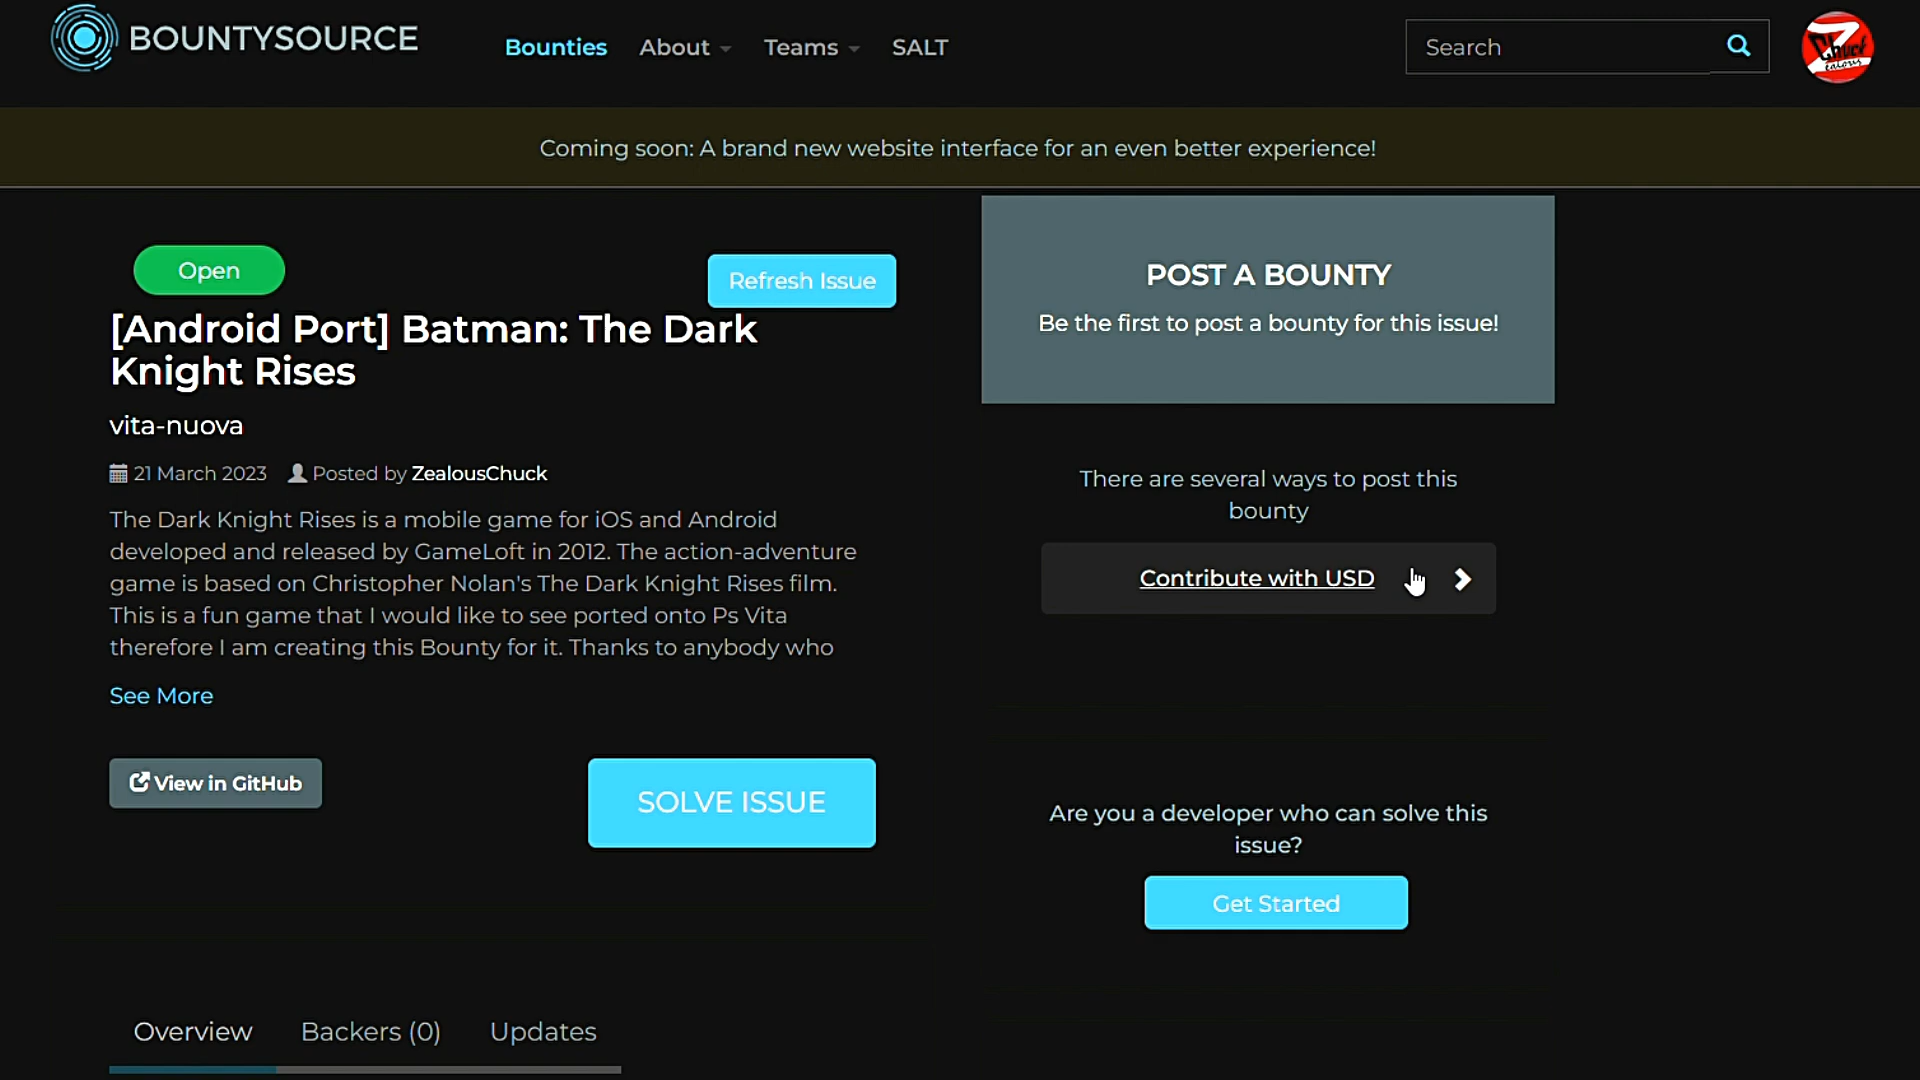 BOUNTYSOURCE
Bounties
About
Teams
SALT
Search
Z
Chuck
ealous
Coming soon: A brand new website interface for an even better experience!
Open
Refresh Issue
[Android Port] Batman: The Dark
Knight Rises
vita-nuova
21 March 2023
Posted by ZealousChuck
The Dark Knight Rises is a mobile game for iOS and Android
developed and released by GameLoft in 2012. The action-adventure
game is based on Christopher Nolan's The Dark Knight Rises film.
This is a fun game that I would like to see ported onto Ps Vita
therefore I am creating this Bounty for it. Thanks to anybody who
See More
View in GitHub
SOLVE ISSUE
Overview
Backers (0)
Updates
POST A BOUNTY
Be the first to post a bounty for this issue!
There are several ways to post this
bounty
Contribute with USD
Are you a developer who can solve this
issue?
Get Started